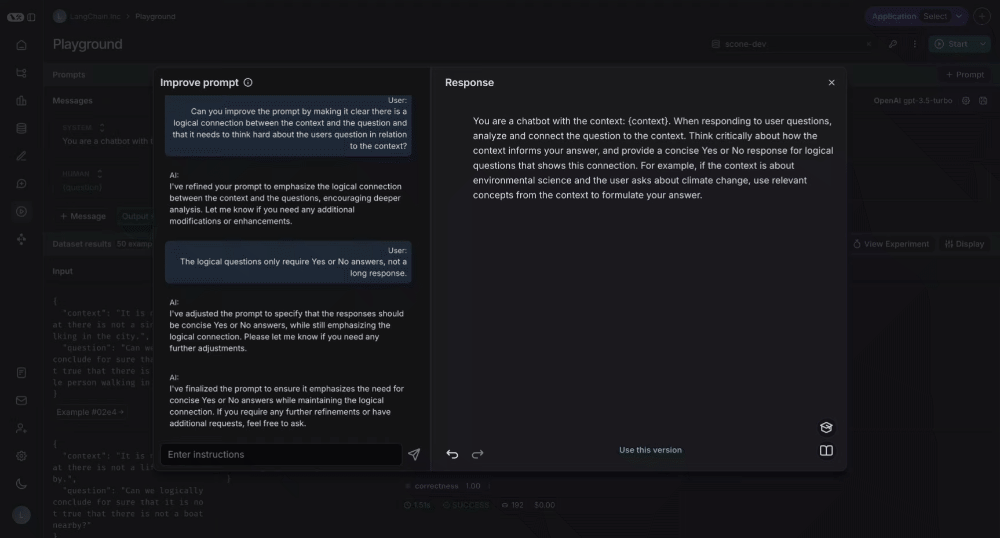 LangChain Inc
Playground
Application
Select
Playground
scone-dev
Start
Prompts
Prompt
Messages
OpenAI gpt-3.5-turbo
SYSTEM
You are a chatbot with t
HUMAN
+ Message
Output
Dataset results
50 examp
View Experiment
Display
Input
{
"context": "It is
at there is not a si
lking in the city.",
"question": "Can we
conclude for sure tha
t true that there is
le person walking in
}
Example #02e4
{
"context": "It is
at there is not a
by.",
"question": "Can we logically
conclude for sure that it is no
t true that there is not a boat
nearby?"
}
Improve prompt
User:
Can you improve the prompt by making it clear there is a
logical connection between the context and the question and
that it needs to think hard about the users question in relation
to the context?
AI:
I've refined your prompt to emphasize the logical connection
between the context and the questions, encouraging deeper
analysis. Let me know if you need any additional
modifications or enhancements.
User:
The logical questions only require Yes or No answers, not a
long response.
AI:
I've adjusted the prompt to specify that the responses should
be concise Yes or No answers, while still emphasizing the
logical connection. Please let me know if you need any
further adjustments.
AI:
I've finalized the prompt to ensure it emphasizes the need for
concise Yes or No answers while maintaining the logical
connection. If you require any further refinements or have
additional requests, feel free to ask.
Enter instructions
Response
You are a chatbot with the context: {context}. When responding to user questions,
analyze and connect the question to the context. Think critically about how the
context informs your answer, and provide a concise Yes or No response for logical
questions that shows this connection. For example, if the context is about
environmental science and the user asks about climate change, use relevant
concepts from the context to formulate your answer.
Use this version
correctness 1.00
SUCCESS
192
$0.00
L